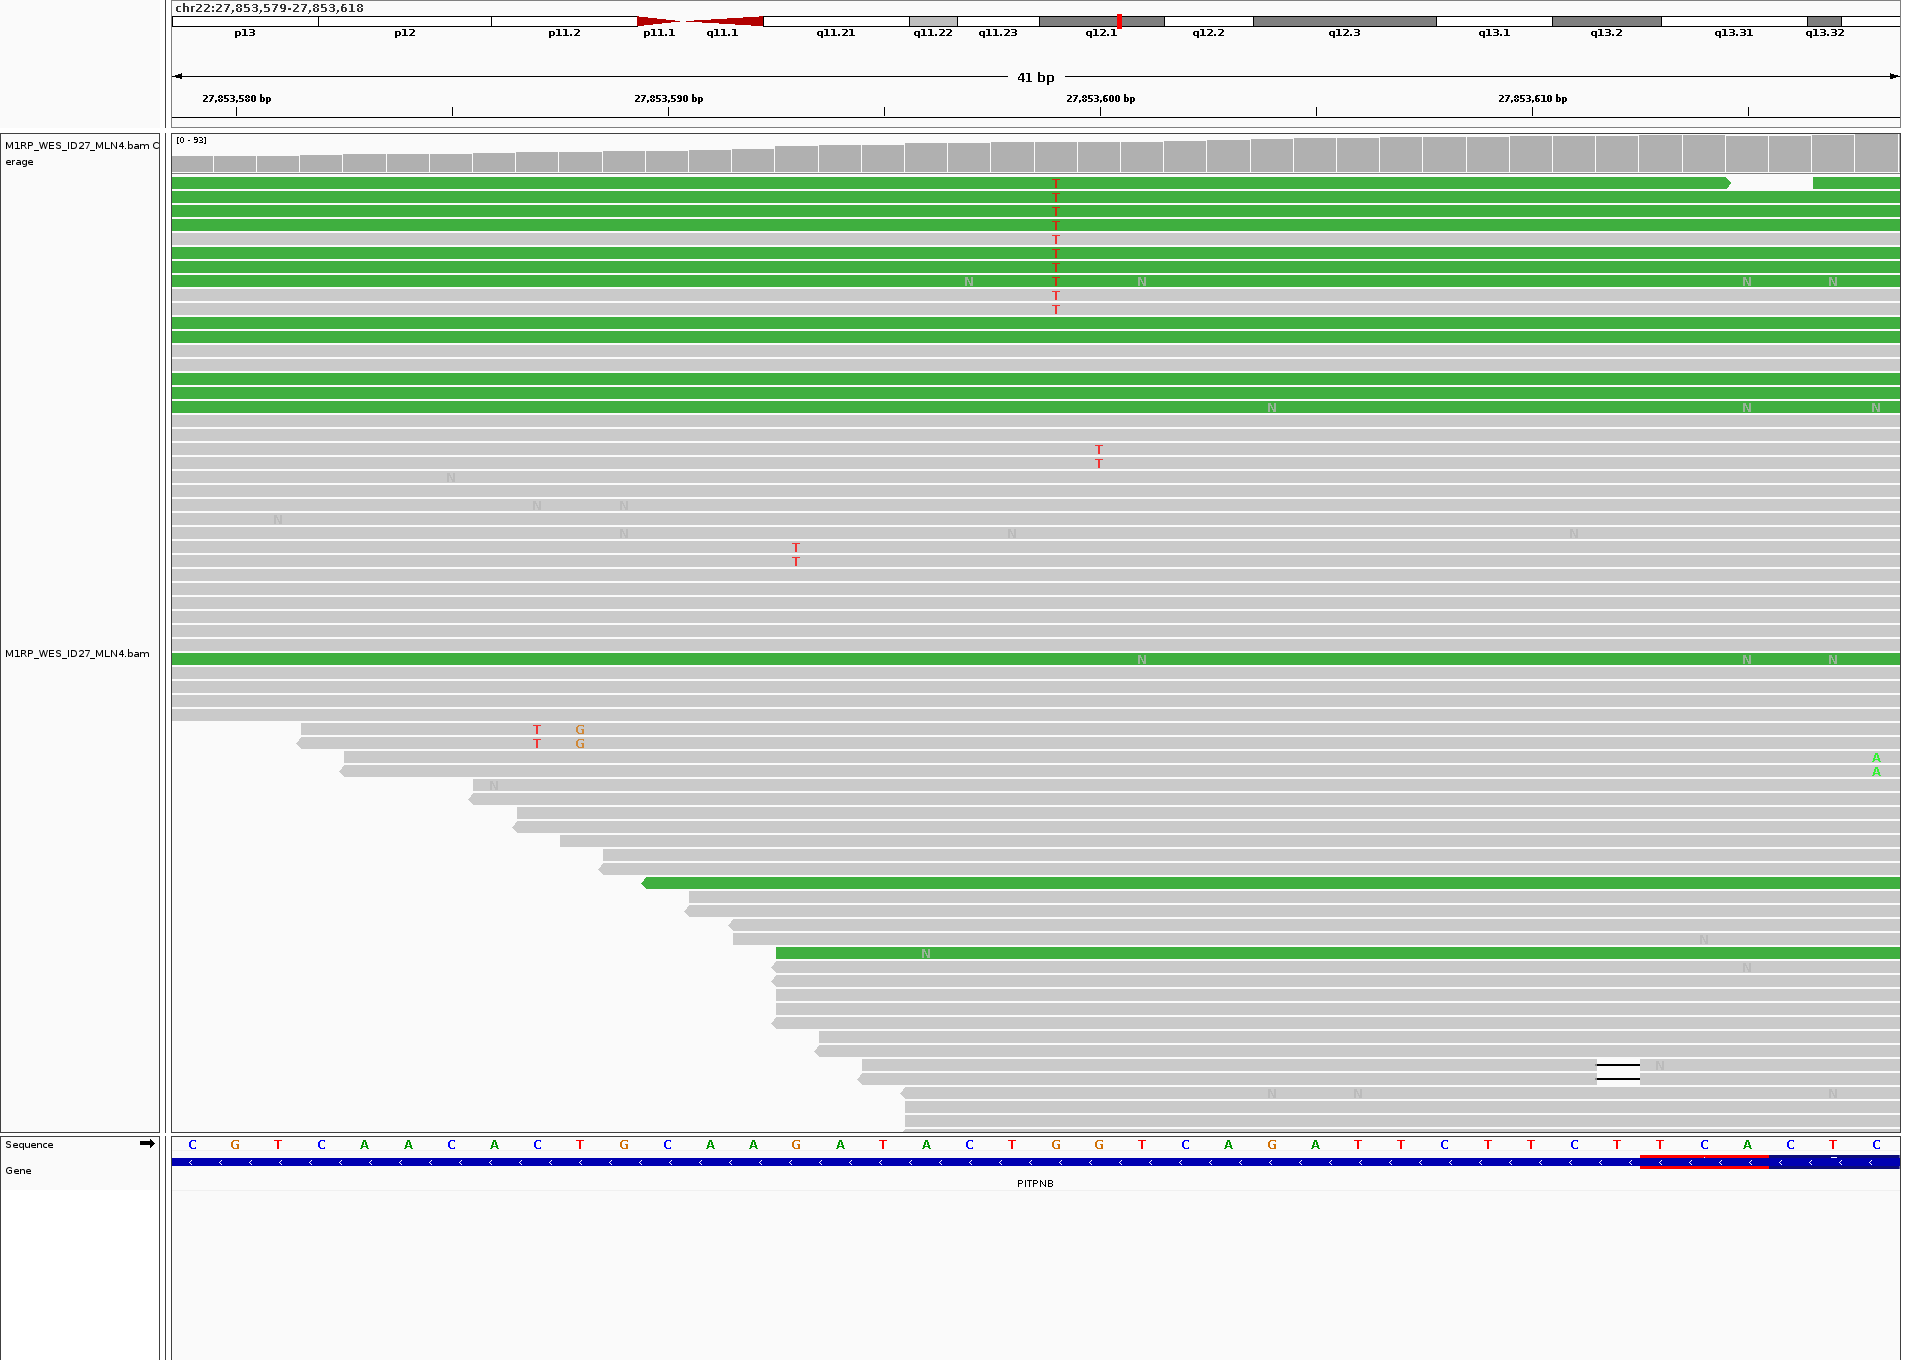 chr22:27,853,579-27,853,618
p13 p12 p11.2 p11.1 q11.1 q11.21 q11.22 q11.23 q12.1 q12.2 q12.3 q13.1 q13.2 q13.31 q13.32
41 bp
27,853,580 bp 27,853,590 bp 27,853,600 bp 27,853,610 bp
M1RP_WES_ID27_MLN4.bam C
erage
[0 - 93]
T
T
T
T
T
T
T
N T N N N
T
T
N N N
T
T
N
N N
N
N N N
T
T
M1RP_WES_ID27_MLN4.bam
N N N
T G
T G
A
A
N
N
N
N
N
N N N
Sequence
C G T C A A C A C T G C A A G A T A C T G G T C A G A T T C T T C T T C A C T C
Gene
PITPNB